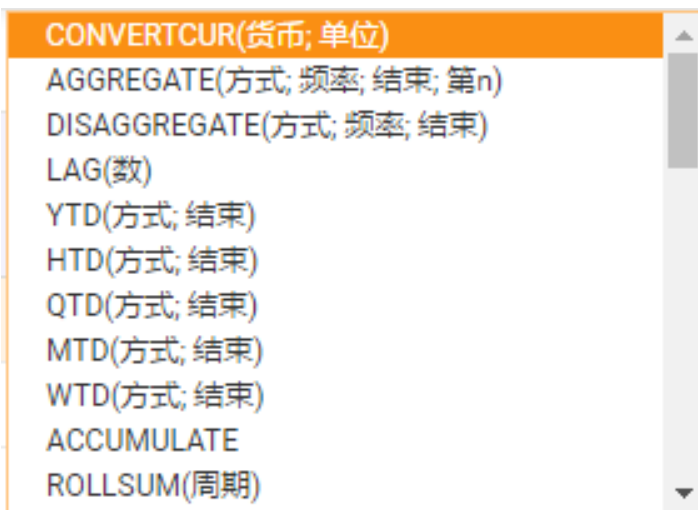 CONVERTCUR(货币; 单位)
AGGREGATE(方式; 频率; 结束; 第n)
DISAGGREGATE(方式; 频率; 结束)
LAG(数)
YTD(方式; 结束)
HTD(方式; 结束)
QTD(方式; 结束)
MTD(方式; 结束)
WTD(方式; 结束)
ACCUMULATE
ROLLSUM(周期)